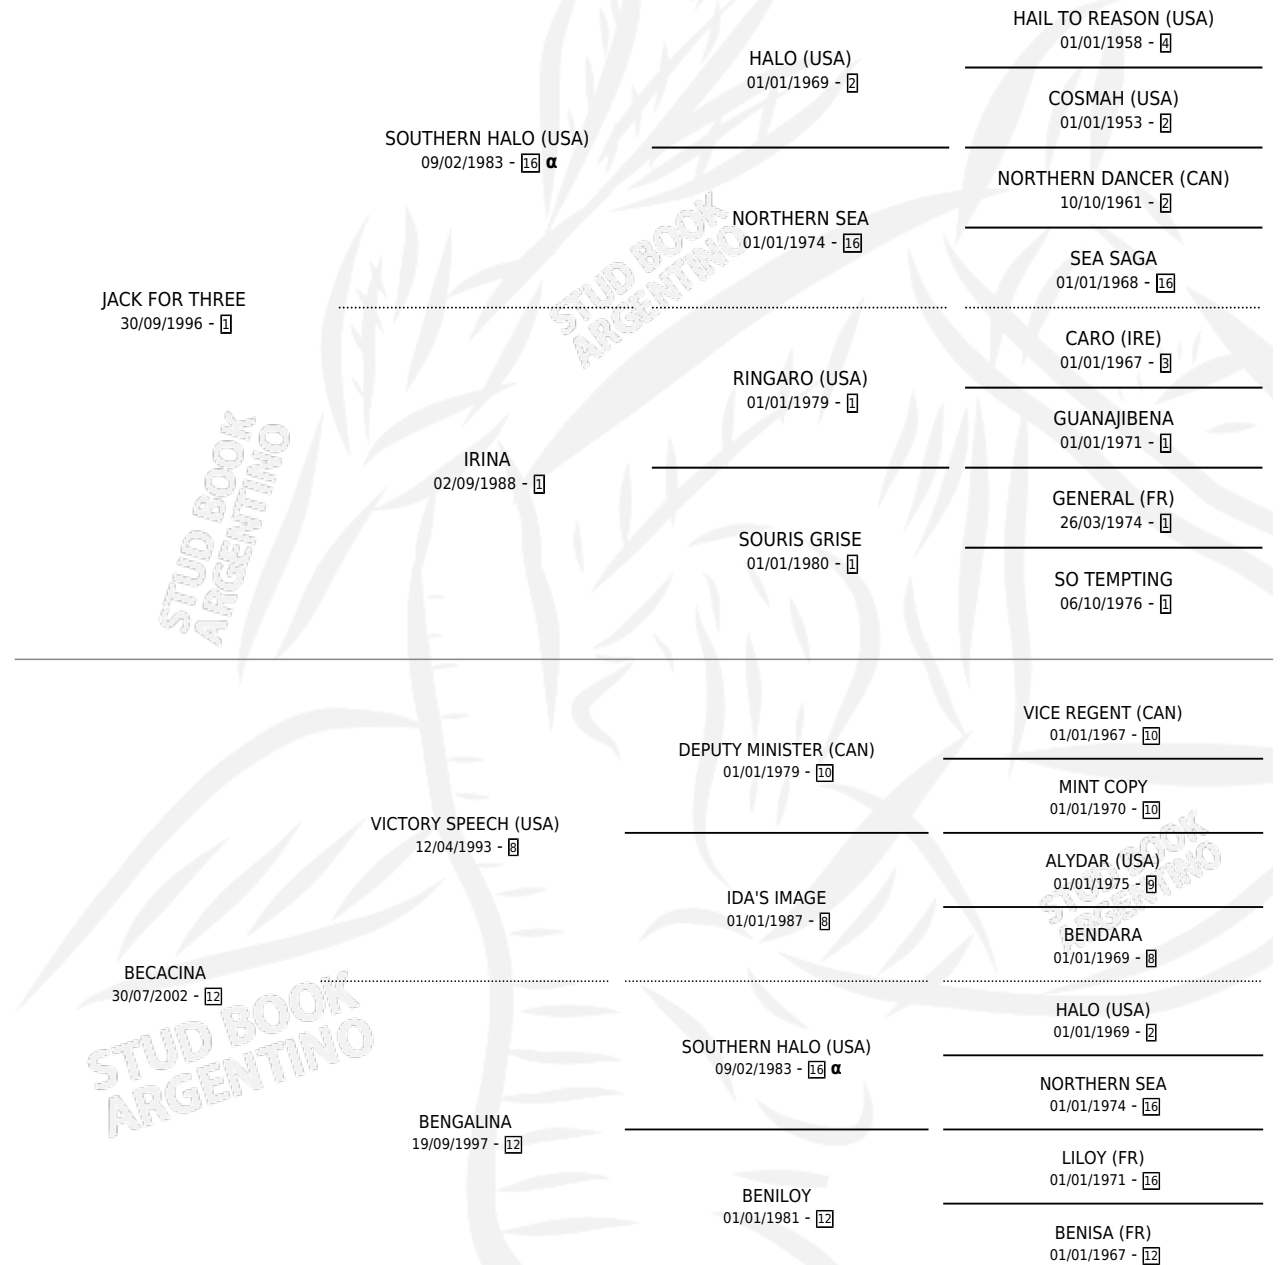 HAIL TO REASON (USA)
01/01/1958 - 4
HALO (USA)
01/01/1969 - 2
COSMAH (USA)
01/01/1953 - 2
SOUTHERN HALO (USA)
09/02/1983 - 16 α
NORTHERN DANCER (CAN)
10/10/1961 - 2
NORTHERN SEA
01/01/1974 - 16
SEA SAGA
01/01/1968 - 16
JACK FOR THREE
30/09/1996 - 1
CARO (IRE)
01/01/1967 - 3
RINGARO (USA)
01/01/1979 - 1
GUANAJIBENA
01/01/1971 - 1
IRINA
02/09/1988 - 1
GENERAL (FR)
26/03/1974 - 1
SOURIS GRISE
01/01/1980 - 1
SO TEMPTING
06/10/1976 - 1
STUD BOOK
ARGENTINO
STUD BOOK
ARGENTINO
VICE REGENT (CAN)
01/01/1967 - 10
DEPUTY MINISTER (CAN)
01/01/1979 - 10
MINT COPY
01/01/1970 - 10
VICTORY SPEECH (USA)
12/04/1993 - 8
ALYDAR (USA)
01/01/1975 - 9
IDA'S IMAGE
01/01/1987 - 8
BENDARA
01/01/1969 - 8
BECACINA
30/07/2002 - 12
HALO (USA)
01/01/1969 - 2
SOUTHERN HALO (USA)
09/02/1983 - 16 α
NORTHERN SEA
01/01/1974 - 16
BENGALINA
19/09/1997 - 12
LILOY (FR)
01/01/1971 - 16
BENILOY
01/01/1981 - 12
BENISA (FR)
01/01/1967 - 12
STUD BOOK
ARGENTINO
STUD BOOK
ARGENTINO